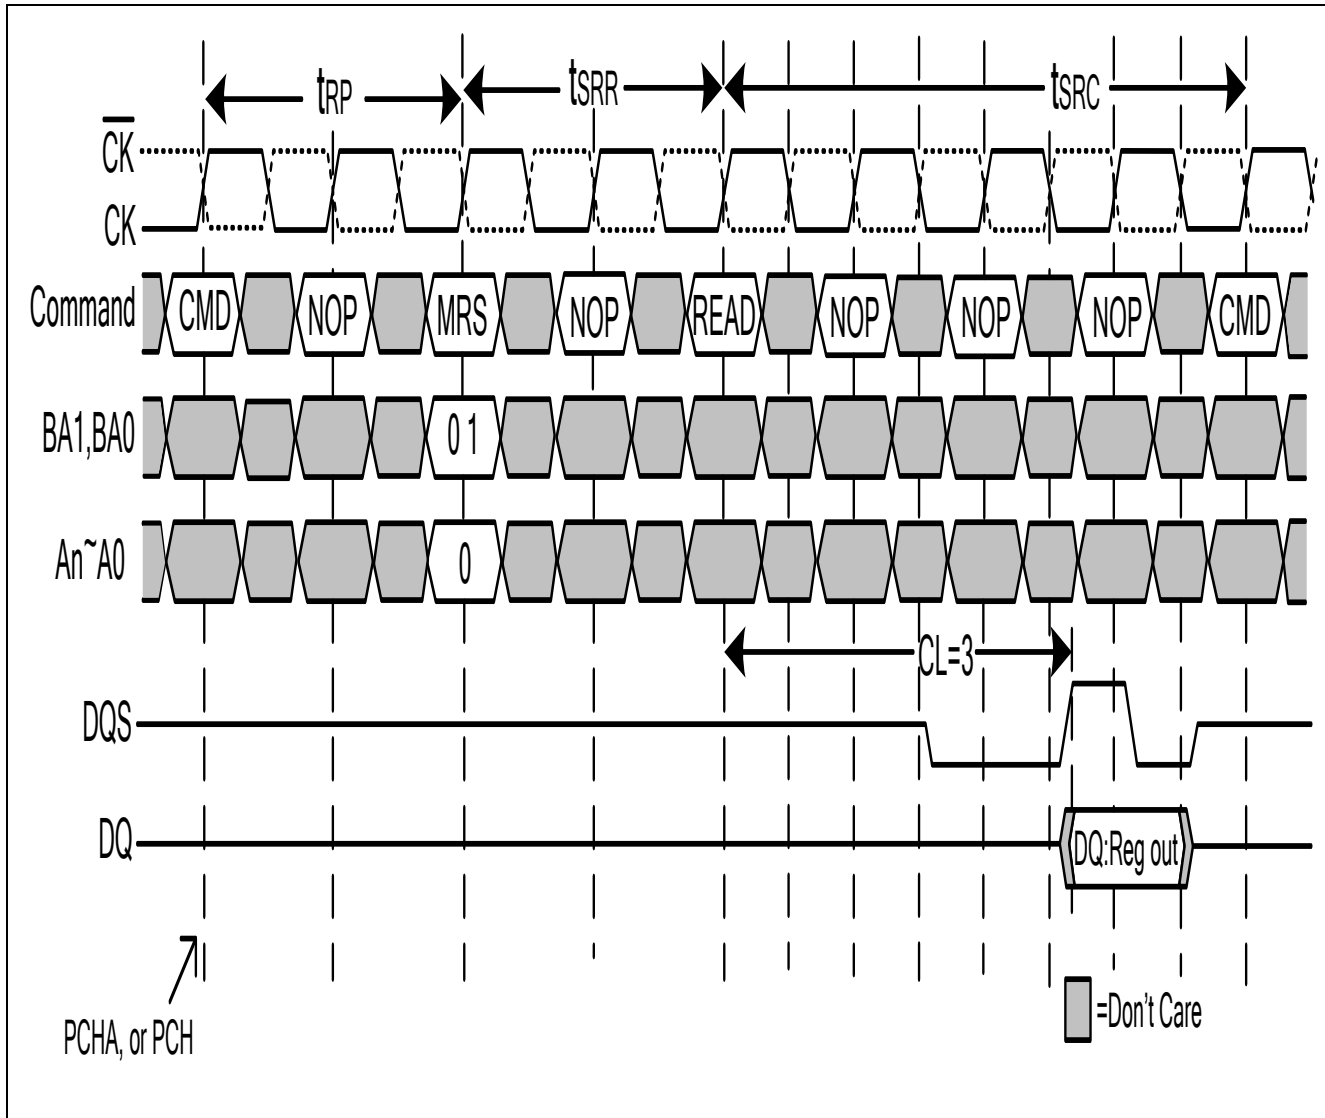 tRP tSRR tSRC
CK
CK
Command CMD NOP MRS NOP READ NOP NOP NOP CMD
BA1,BA0 0 1
An~A0 0
CL=3
DQS
DQ DQ:Reg out
PCHA, or PCH
=Don't Care